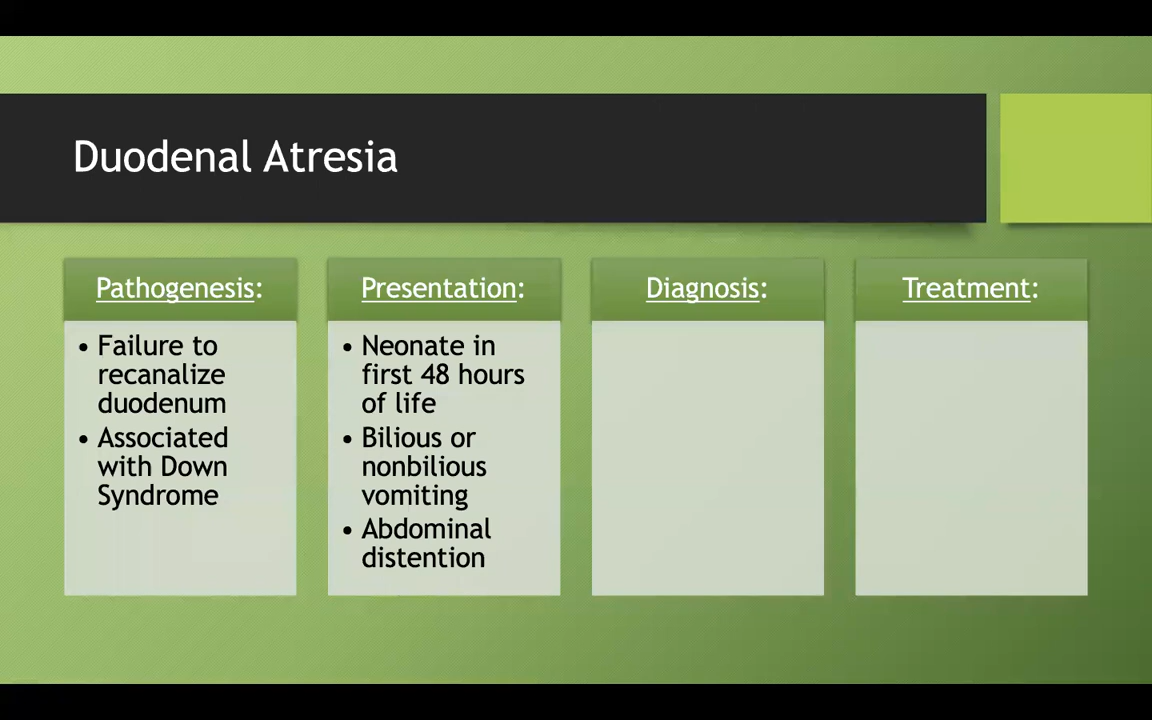 Duodenal Atresia
Pathogenesis:
• Failure to
recanalize
duodenum
• Associated
with Down
Syndrome
Presentation:
• Neonate in
first 48 hours
of life
• Bilious or
nonbilious
vomiting
• Abdominal
distention
Diagnosis:
Treatment: